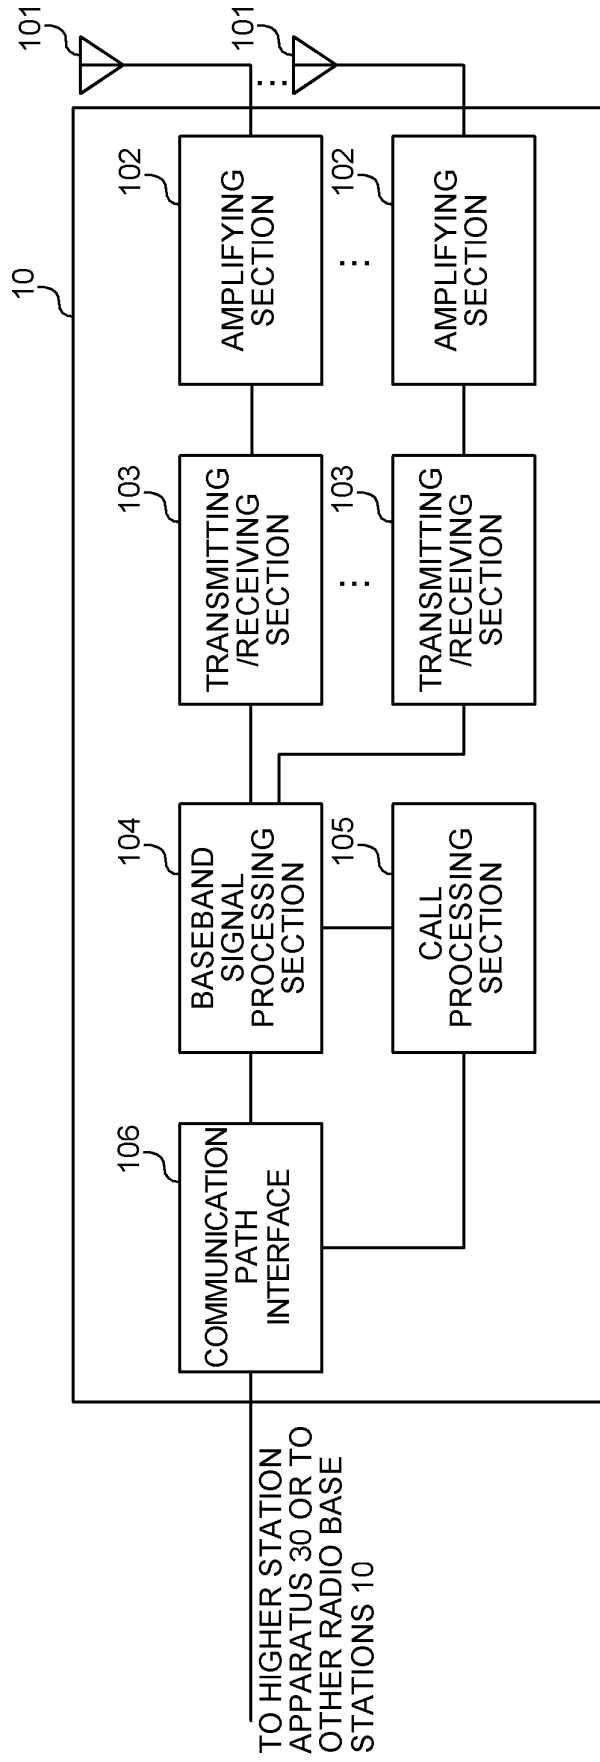 10
101
101
102
AMPLIFYING
SECTION
...
102
AMPLIFYING
SECTION
...
103
TRANSMITTING
/RECEIVING
SECTION
...
103
TRANSMITTING
/RECEIVING
SECTION
104
BASEBAND
SIGNAL
PROCESSING
SECTION
105
CALL
PROCESSING
SECTION
106
COMMUNICATION
PATH
INTERFACE
TO HIGHER STATION
APPARATUS 30 OR TO
OTHER RADIO BASE
STATIONS 10